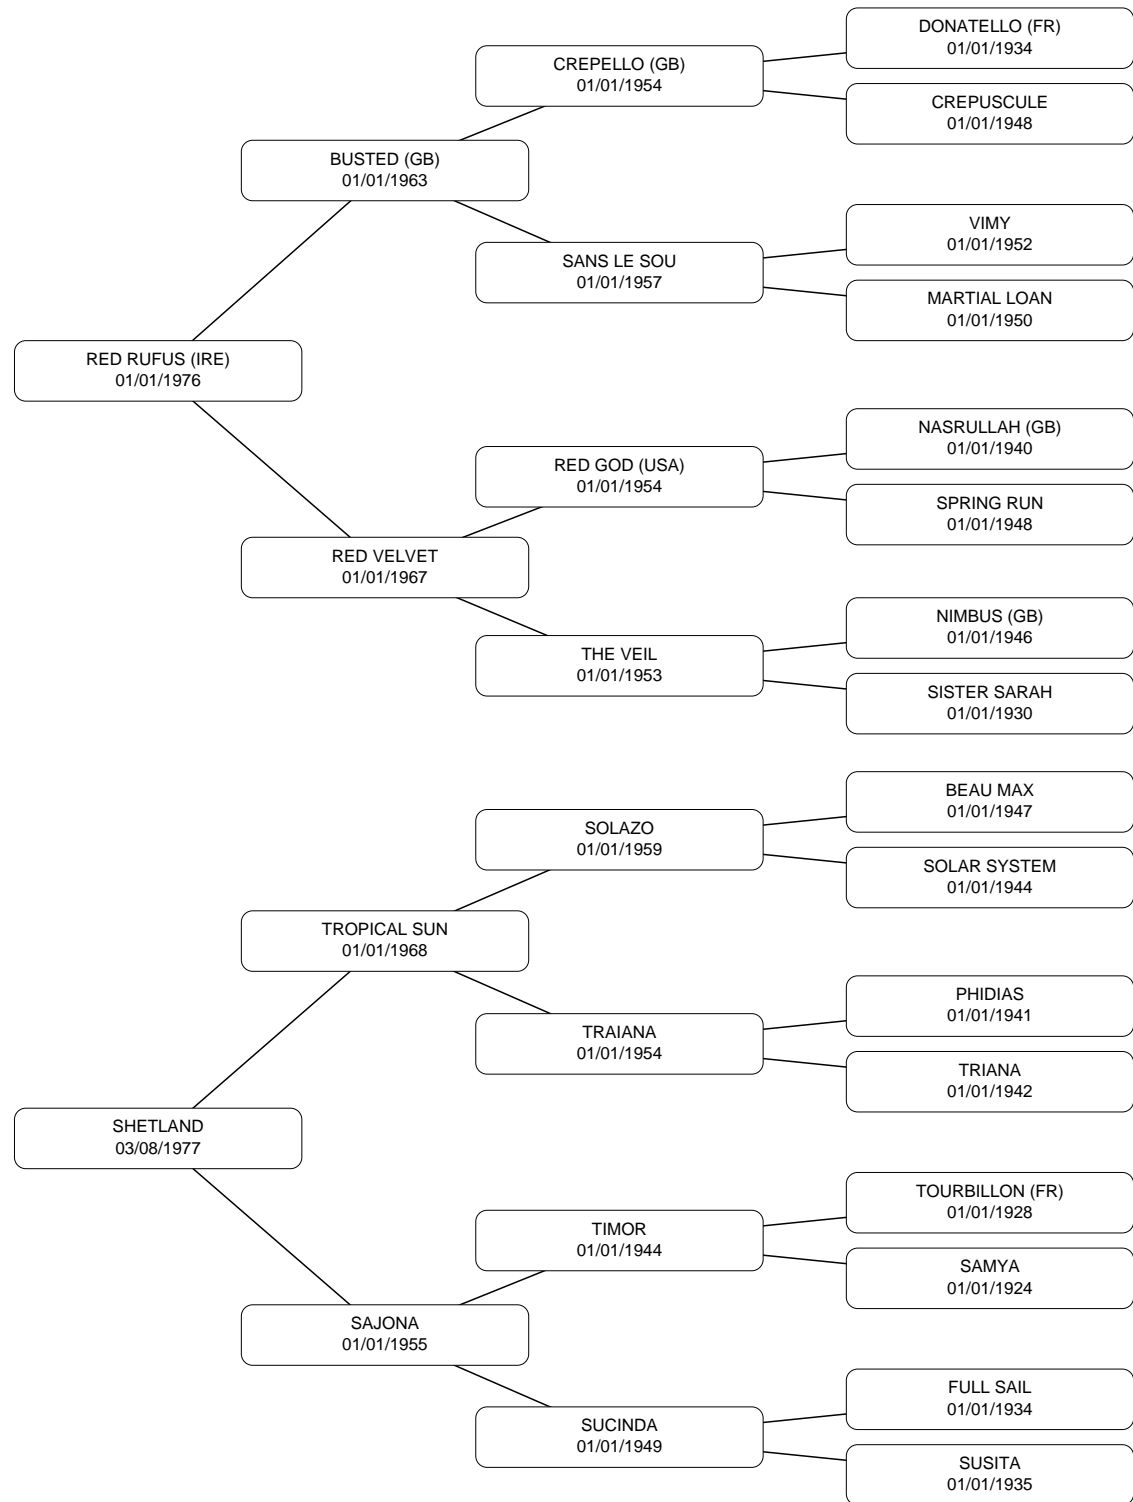 DONATELLO (FR)
01/01/1934
CREPELLO (GB)
01/01/1954
CREPUSCULE
01/01/1948
BUSTED (GB)
01/01/1963
VIMY
01/01/1952
SANS LE SOU
01/01/1957
MARTIAL LOAN
01/01/1950
RED RUFUS (IRE)
01/01/1976
NASRULLAH (GB)
01/01/1940
RED GOD (USA)
01/01/1954
SPRING RUN
01/01/1948
RED VELVET
01/01/1967
NIMBUS (GB)
01/01/1946
THE VEIL
01/01/1953
SISTER SARAH
01/01/1930
BEAU MAX
01/01/1947
SOLAZO
01/01/1959
SOLAR SYSTEM
01/01/1944
TROPICAL SUN
01/01/1968
PHIDIAS
01/01/1941
TRAIANA
01/01/1954
TRIANA
01/01/1942
SHETLAND
03/08/1977
TOURBILLON (FR)
01/01/1928
TIMOR
01/01/1944
SAMYA
01/01/1924
SAJONA
01/01/1955
FULL SAIL
01/01/1934
SUCINDA
01/01/1949
SUSITA
01/01/1935